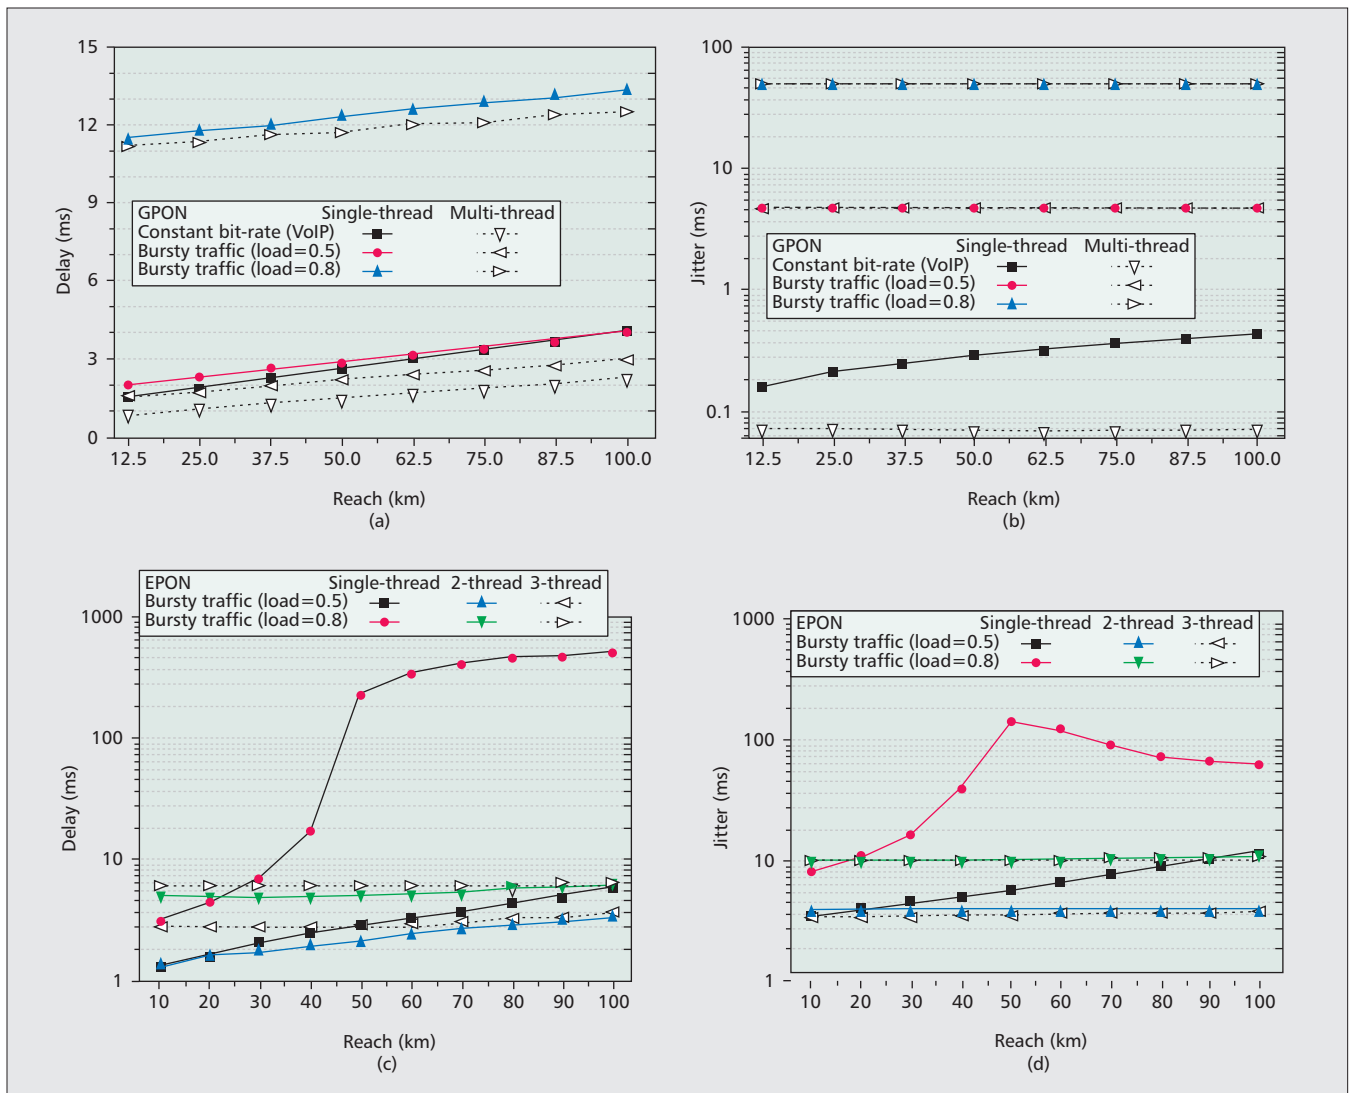 15
12
9
6
3
0
Delay (ms)
GPON Single-thread Multi-thread
Constant bit-rate (VoIP)
Bursty traffic (load=0.5)
Bursty traffic (load=0.8)
12.5 25.0 37.5 50.0 62.5 75.0 87.5 100.0
Reach (km)
(a)
100
10
1
0.1
Jitter (ms)
GPON Single-thread Multi-thread
Constant bit-rate (VoIP)
Bursty traffic (load=0.5)
Bursty traffic (load=0.8)
12.5 25.0 37.5 50.0 62.5 75.0 87.5 100.0
Reach (km)
(b)
EPON Single-thread 2-thread 3-thread
Bursty traffic (load=0.5)
Bursty traffic (load=0.8)
1000
100
10
1
Delay (ms)
10 20 30 40 50 60 70 80 90 100
Reach (km)
(c)
EPON Single-thread 2-thread 3-thread
Bursty traffic (load=0.5)
Bursty traffic (load=0.8)
1000
100
10
1
Jitter (ms)
10 20 30 40 50 60 70 80 90 100
Reach (km)
(d)